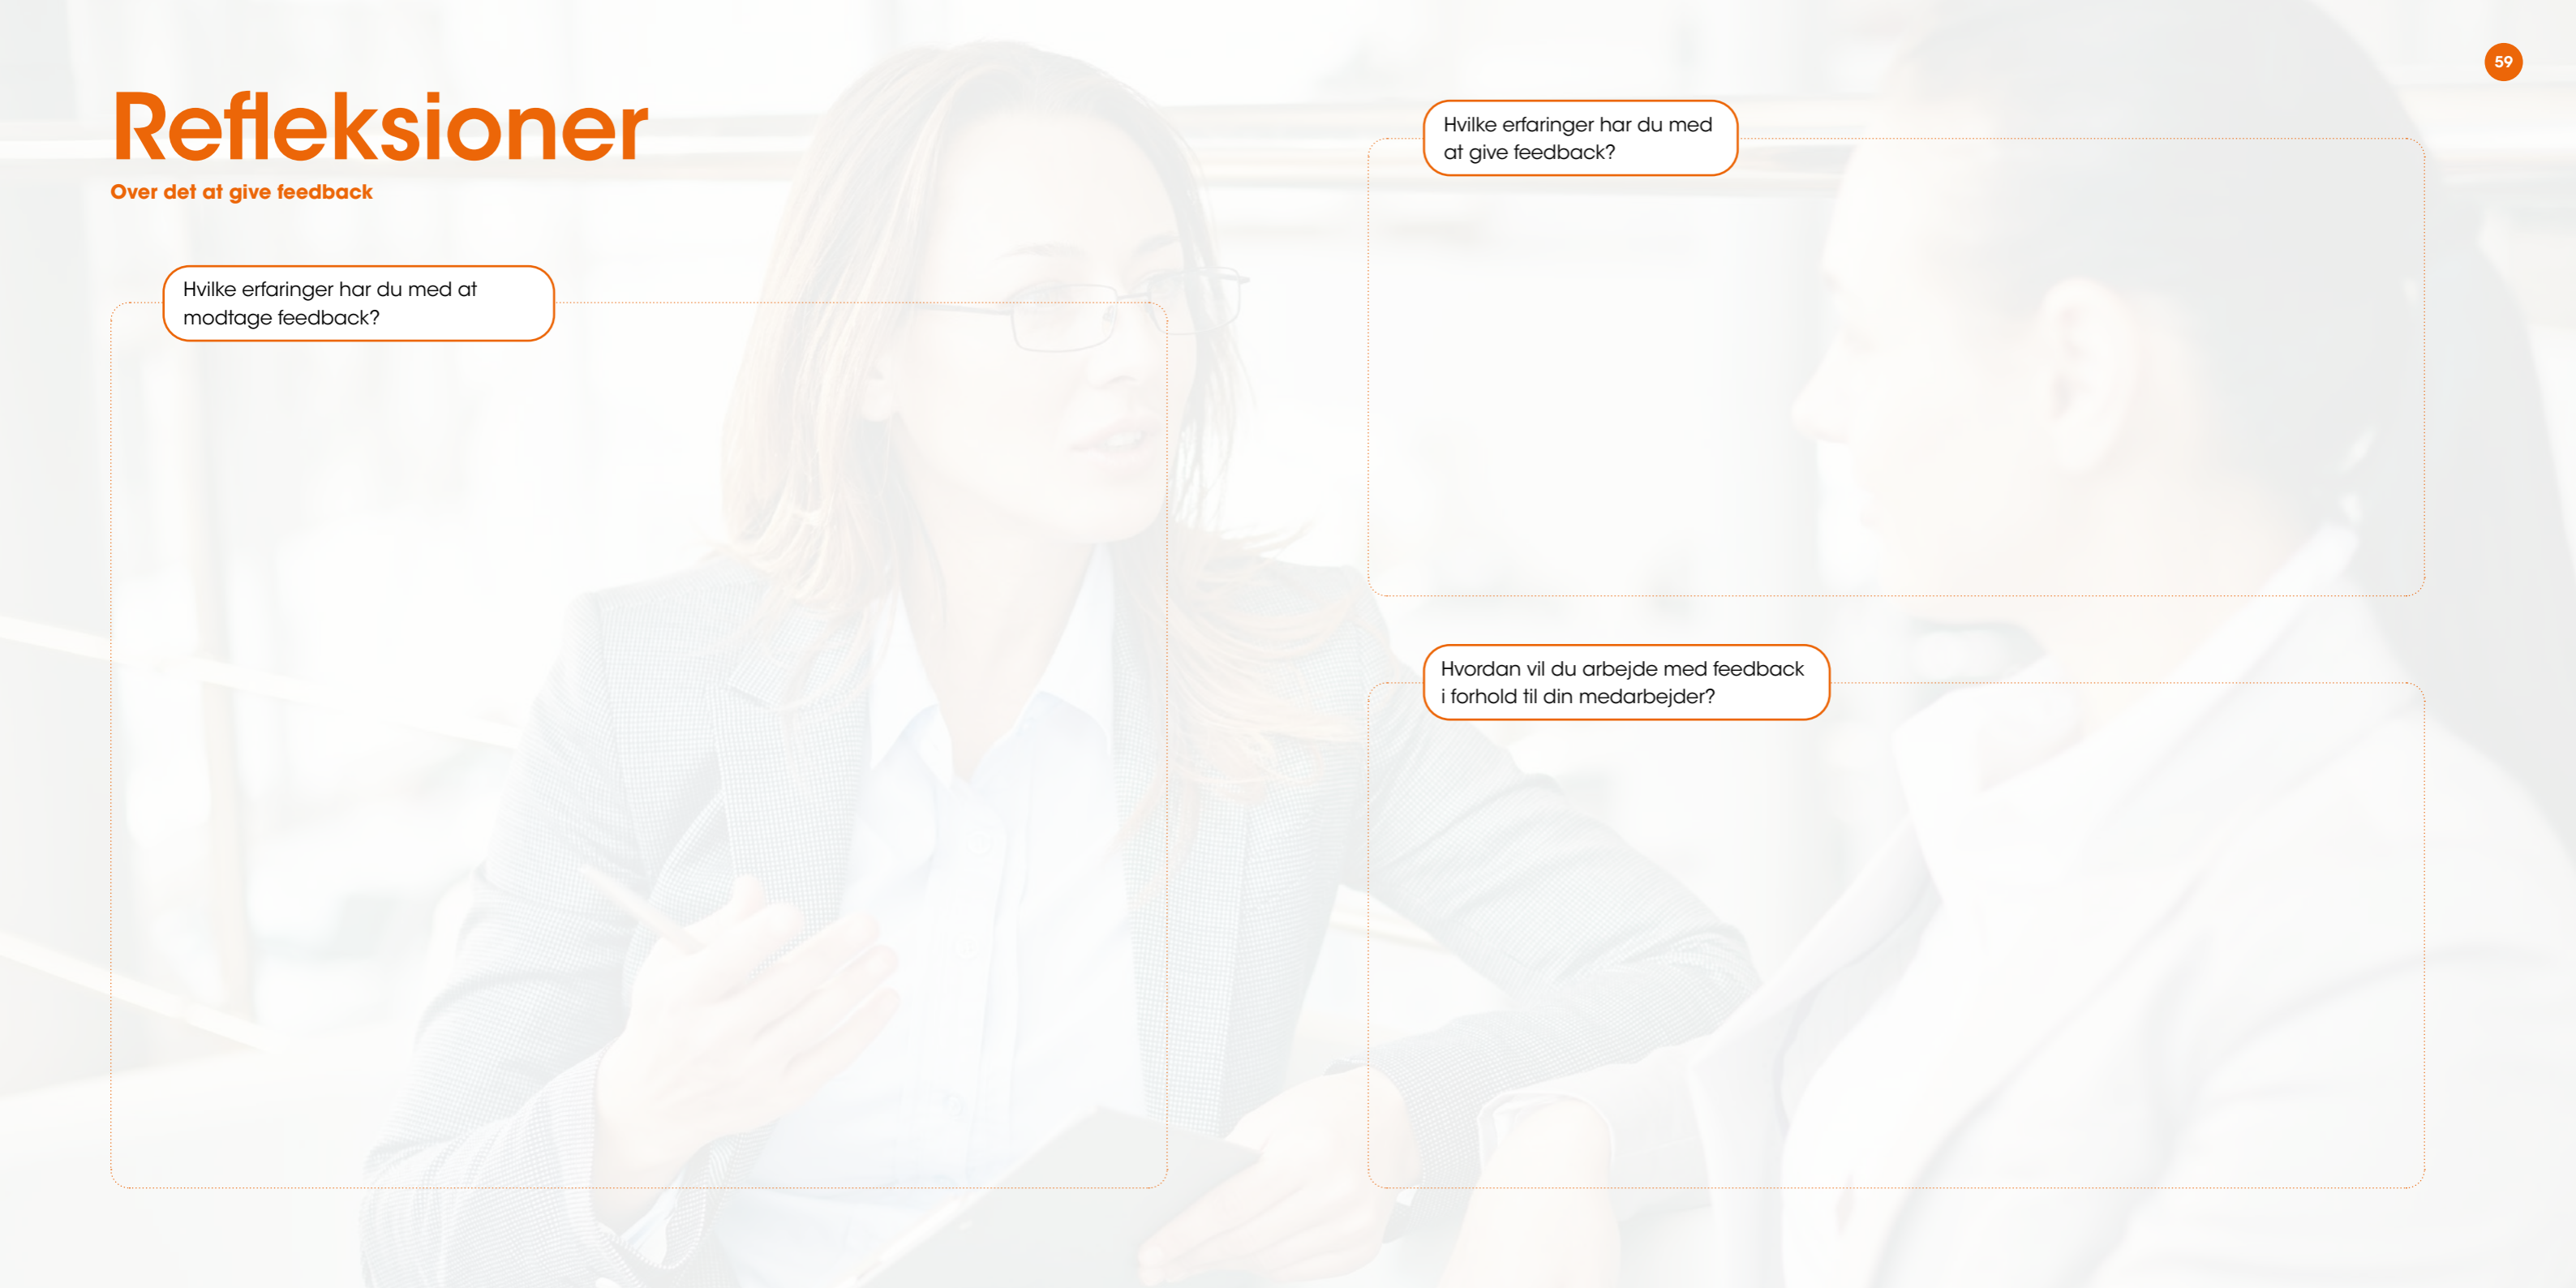 Refleksioner
Over det at give feedback
Hvilke erfaringer har du med at
modtage feedback?
59
Hvilke erfaringer har du med
at give feedback?
Hvordan vil du arbejde med feedback
i forhold til din medarbejder?